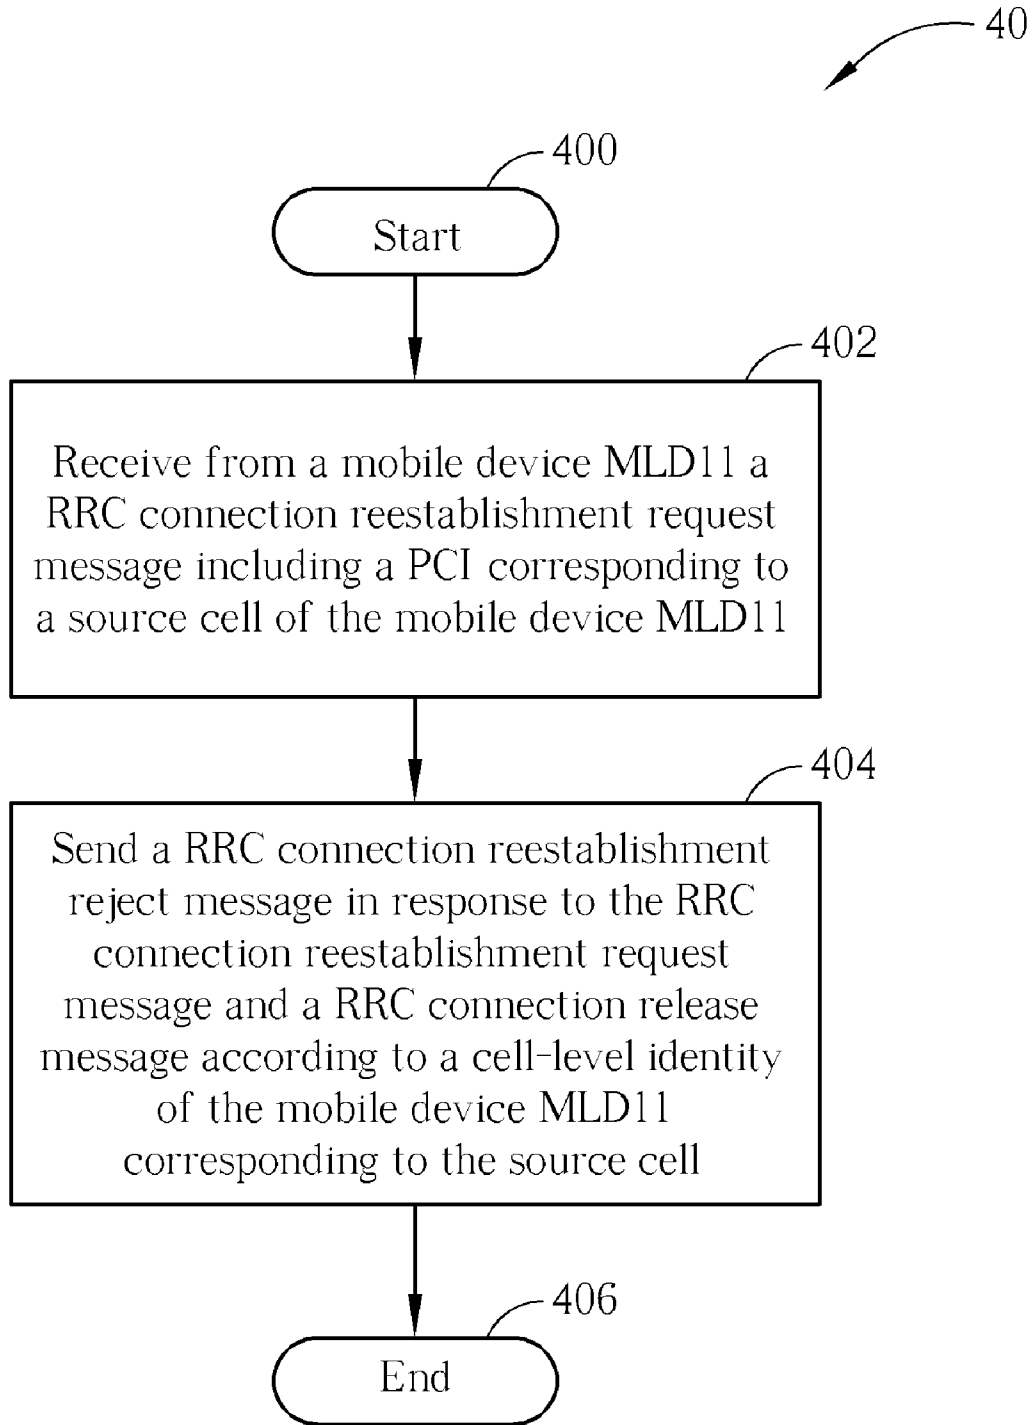 40
400
Start
402
Receive from a mobile device MLD11 a
RRC connection reestablishment request
message including a PCI corresponding to
a source cell of the mobile device MLD11
404
Send a RRC connection reestablishment
reject message in response to the RRC
connection reestablishment request
message and a RRC connection release
message according to a cell-level identity
of the mobile device MLD11
corresponding to the source cell
406
End